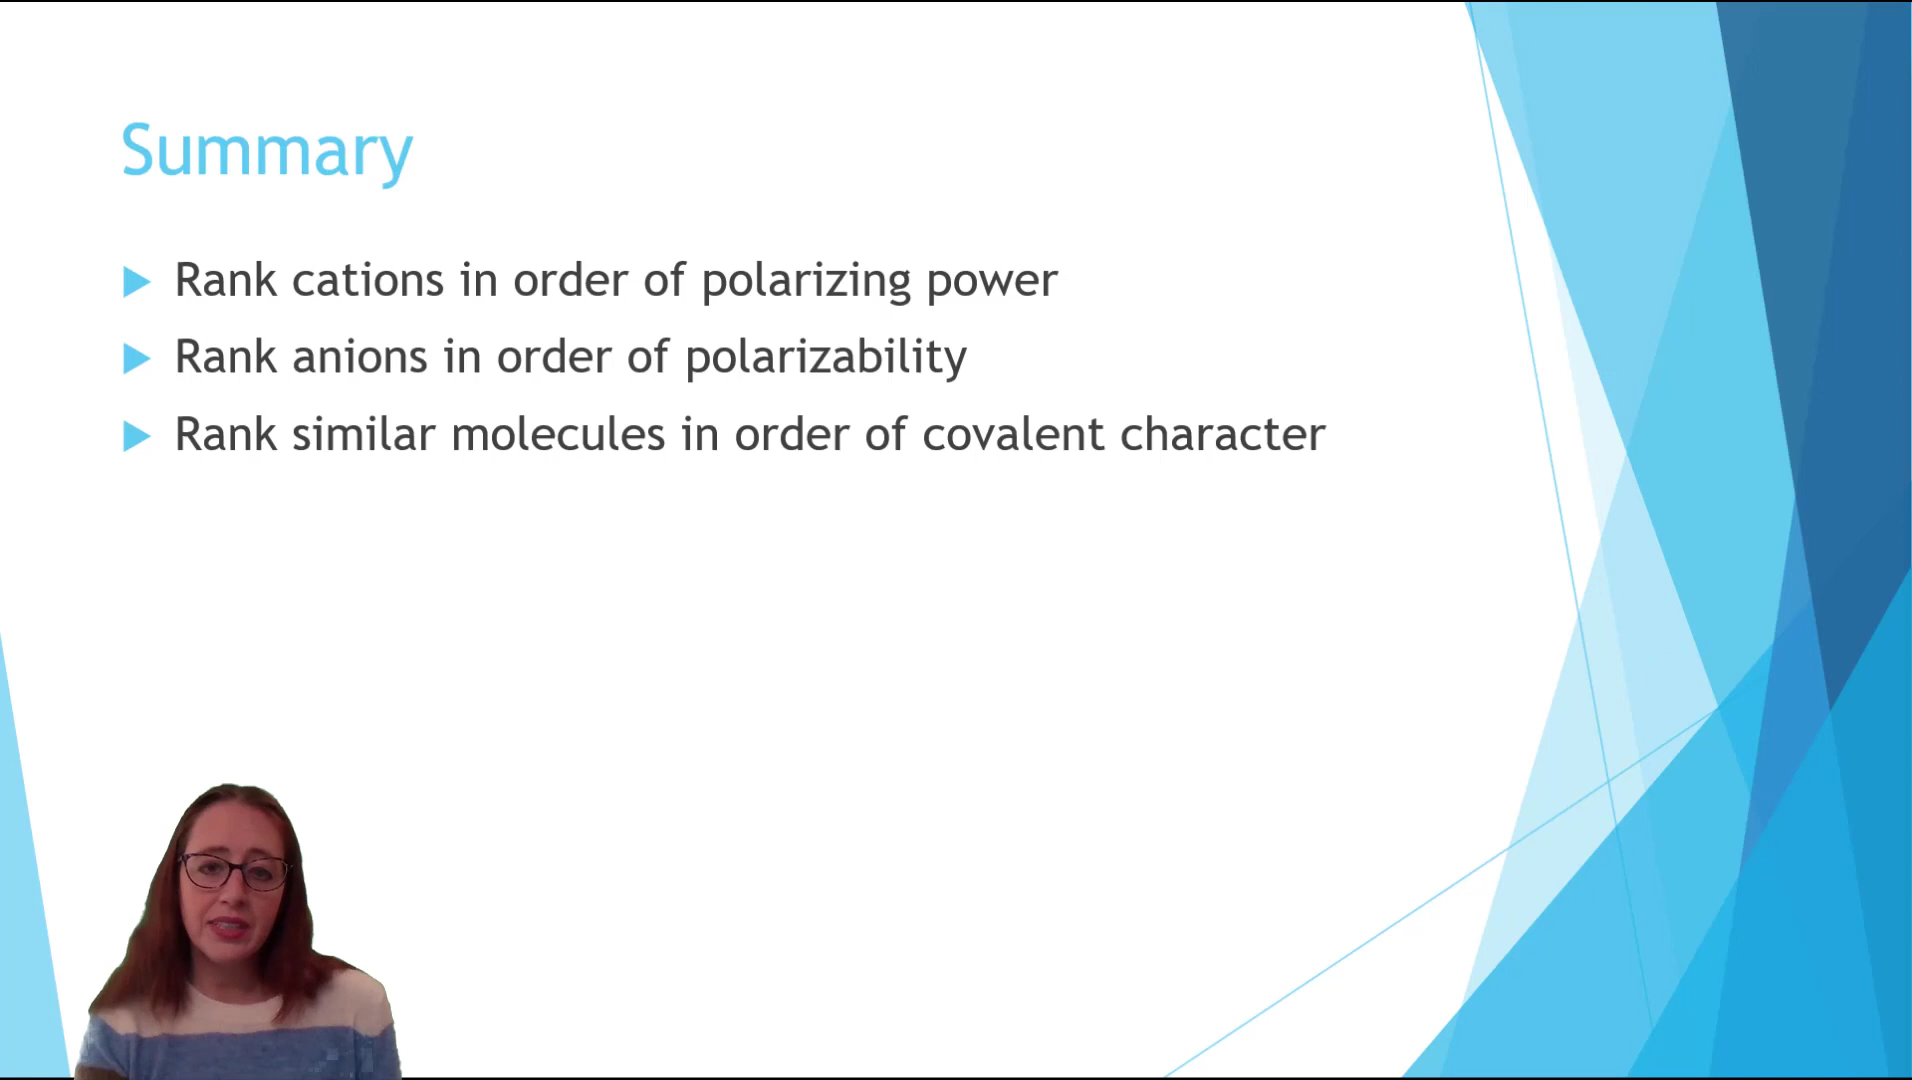 Summary
Rank cations in order of polarizing power
Rank anions in order of polarizability
Rank similar molecules in order of covalent character